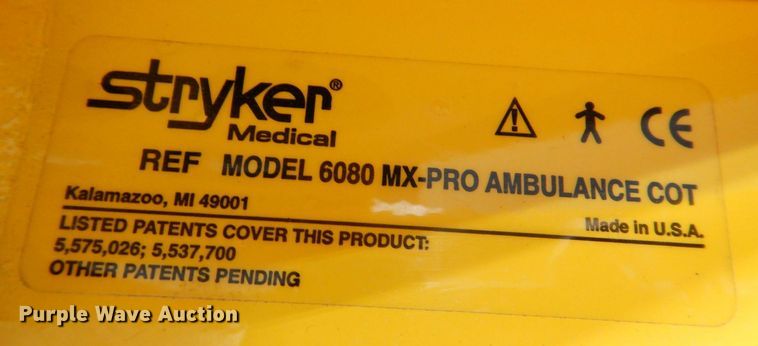 stryker®
Medical
REF MODEL 6080 MX-PRO AMBULANCE COT
Kalamazoo, MI 49001
Made in U.S.A.
LISTED PATENTS COVER THIS PRODUCT:
5,575,026; 5,537,700
OTHER PATENTS PENDING
Purple Wave Auction